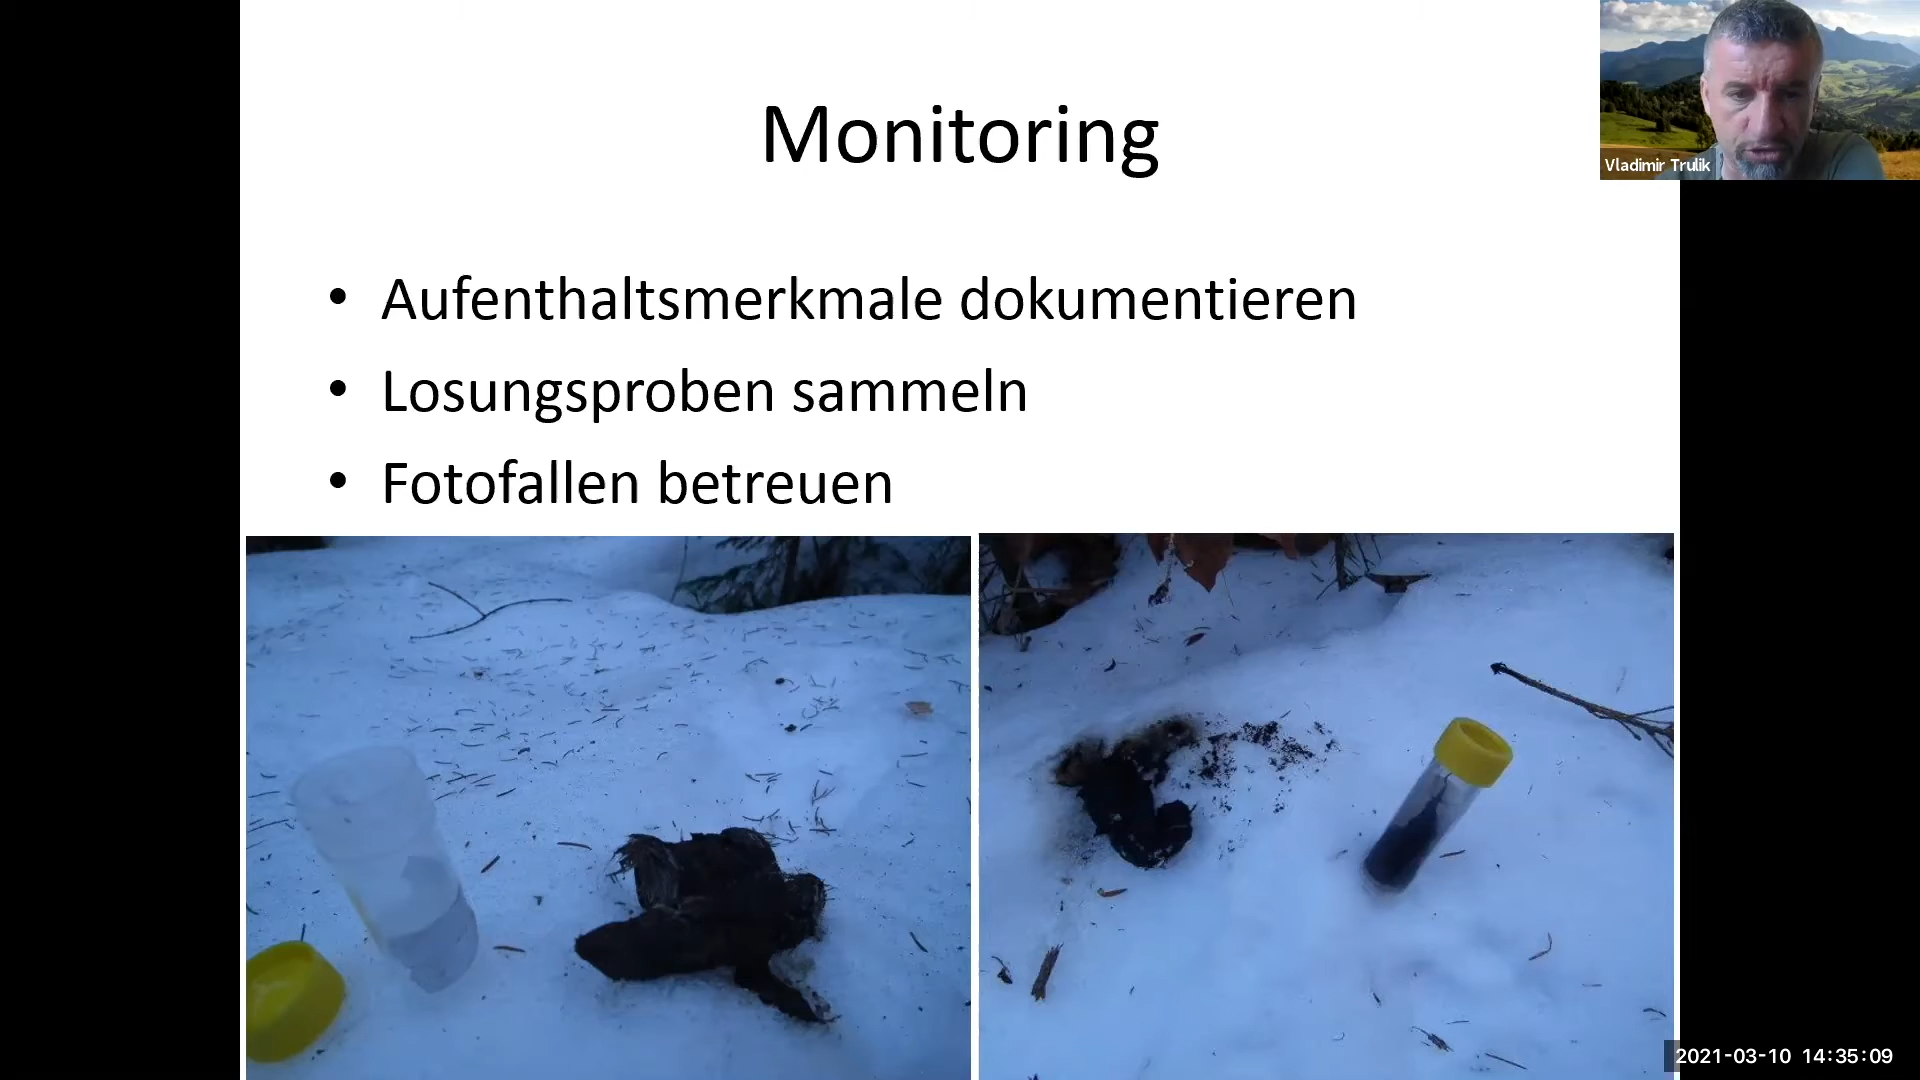 Monitoring
Vladimir Trulik
• Aufenthaltsmerkmale dokumentieren
• Losungsproben sammeln
• Fotofallen betreuen
2021-03-10 14:35:09